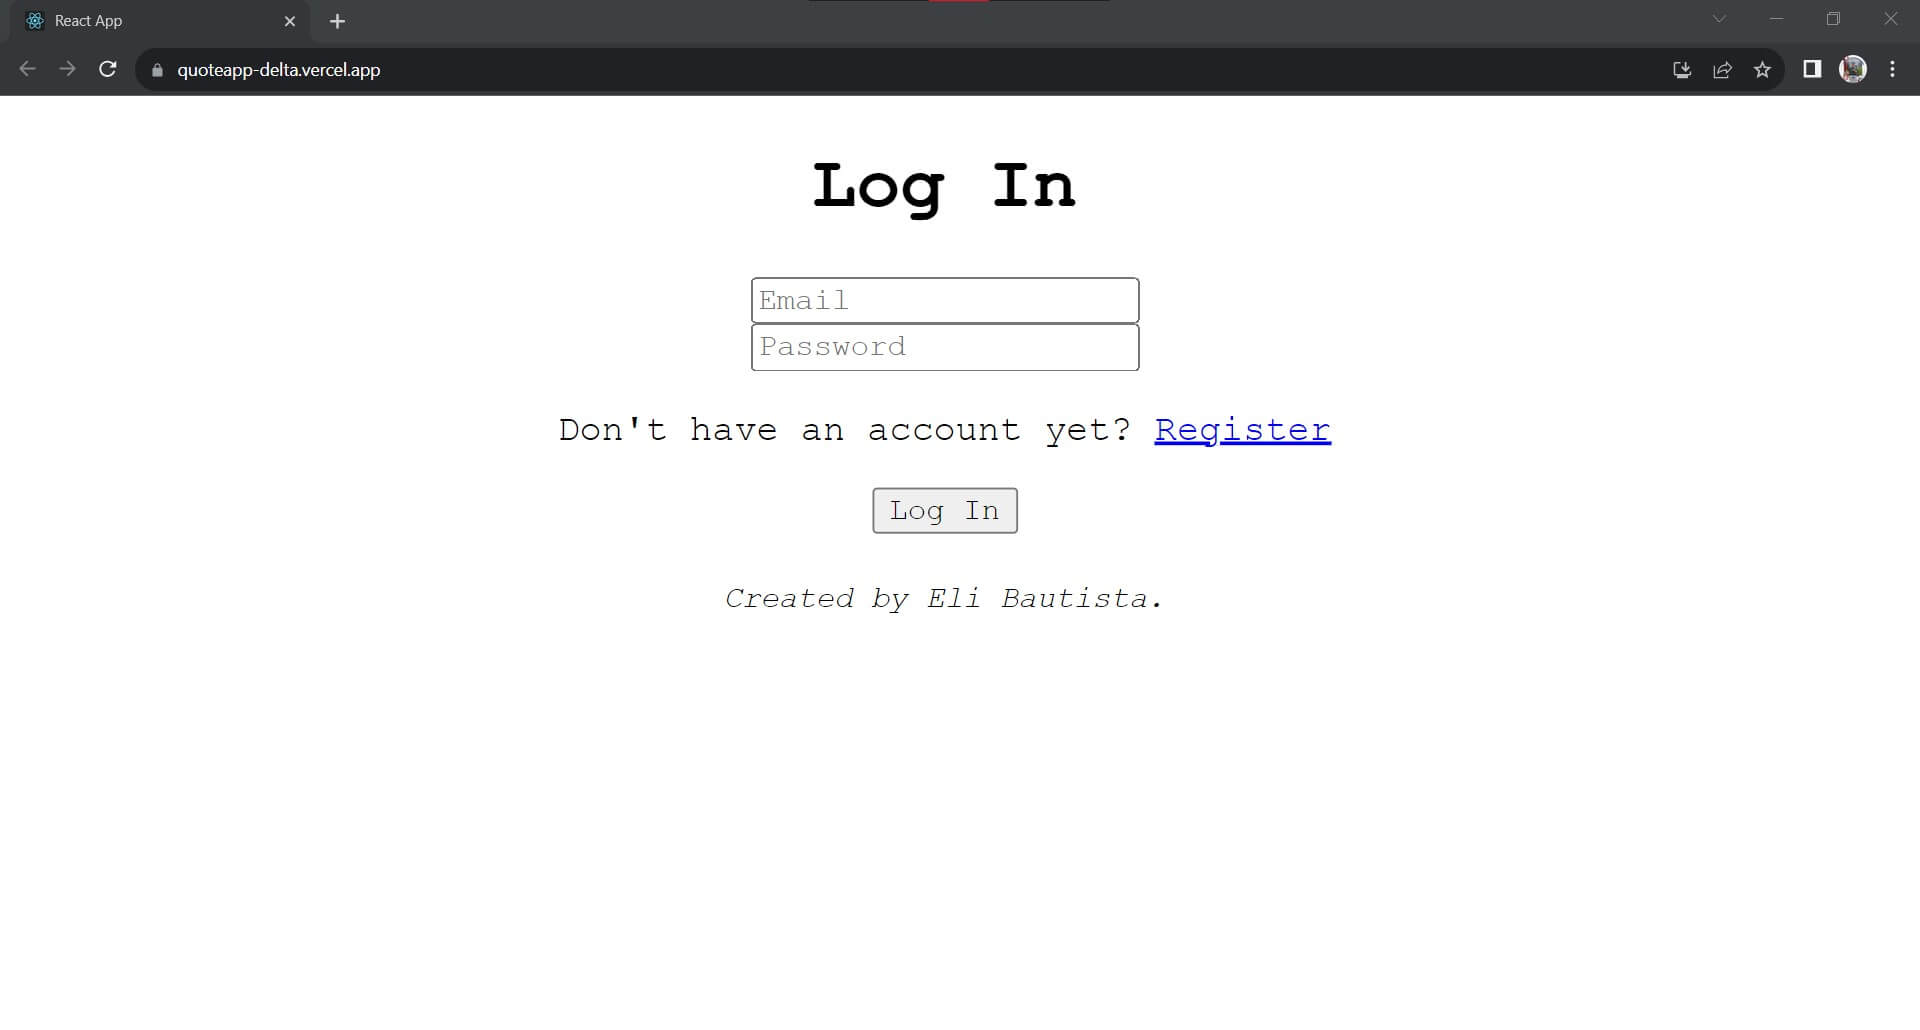 React App
quoteapp-delta.vercel.app
Log In
Email
Password
Don't have an account yet? Register
Log In
Created by Eli Bautista.